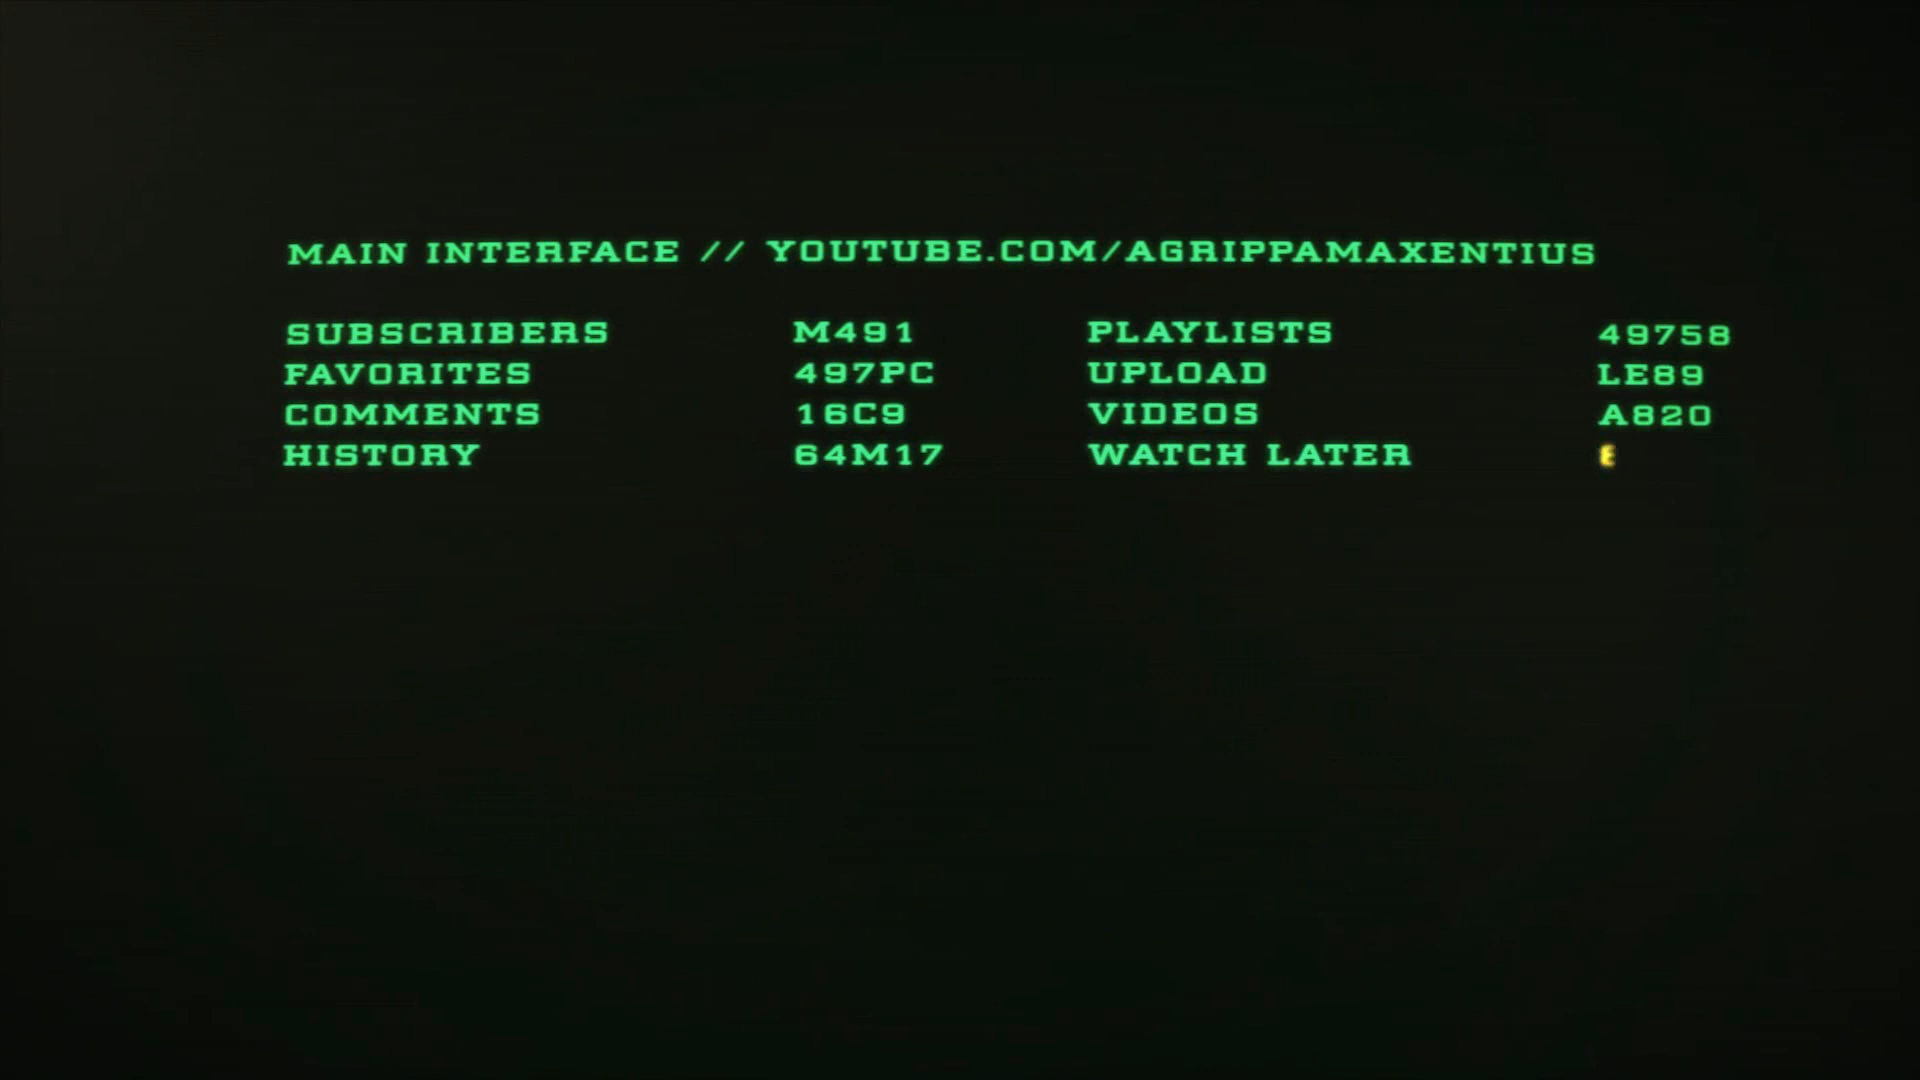 MAIN INTERFACE // YOUTUBE.COM/AGRIPPAMAXENTIUS
SUBSCRIBERS M491 PLAYLISTS 49758
FAVORITES 497PC UPLOAD LE89
COMMENTS 16C9 VIDEOS A820
HISTORY 64M17 WATCH LATER